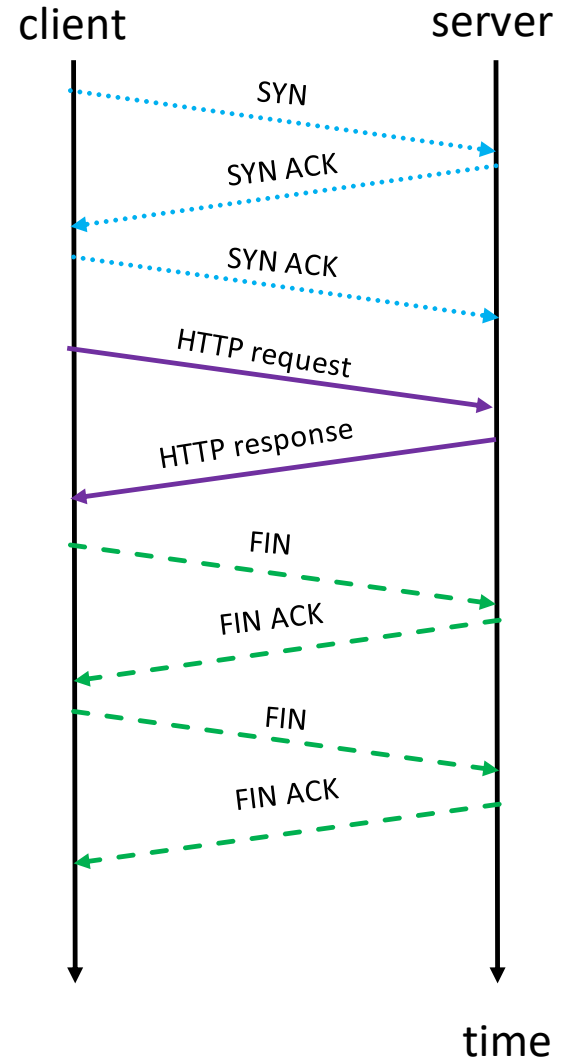 client
server
SYN
SYN ACK
SYN ACK
HTTP request
HTTP response
FIN
FIN ACK
FIN
FIN ACK
time